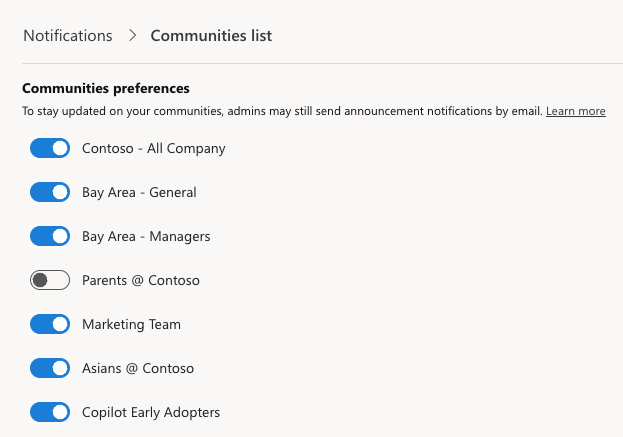 Notifications > Communities list
Communities preferences
To stay updated on your communities, admins may still send announcement notifications by email. Learn more
Contoso - All Company
Bay Area - General
Bay Area - Managers
Parents @ Contoso
Marketing Team
Asians @ Contoso
Copilot Early Adopters